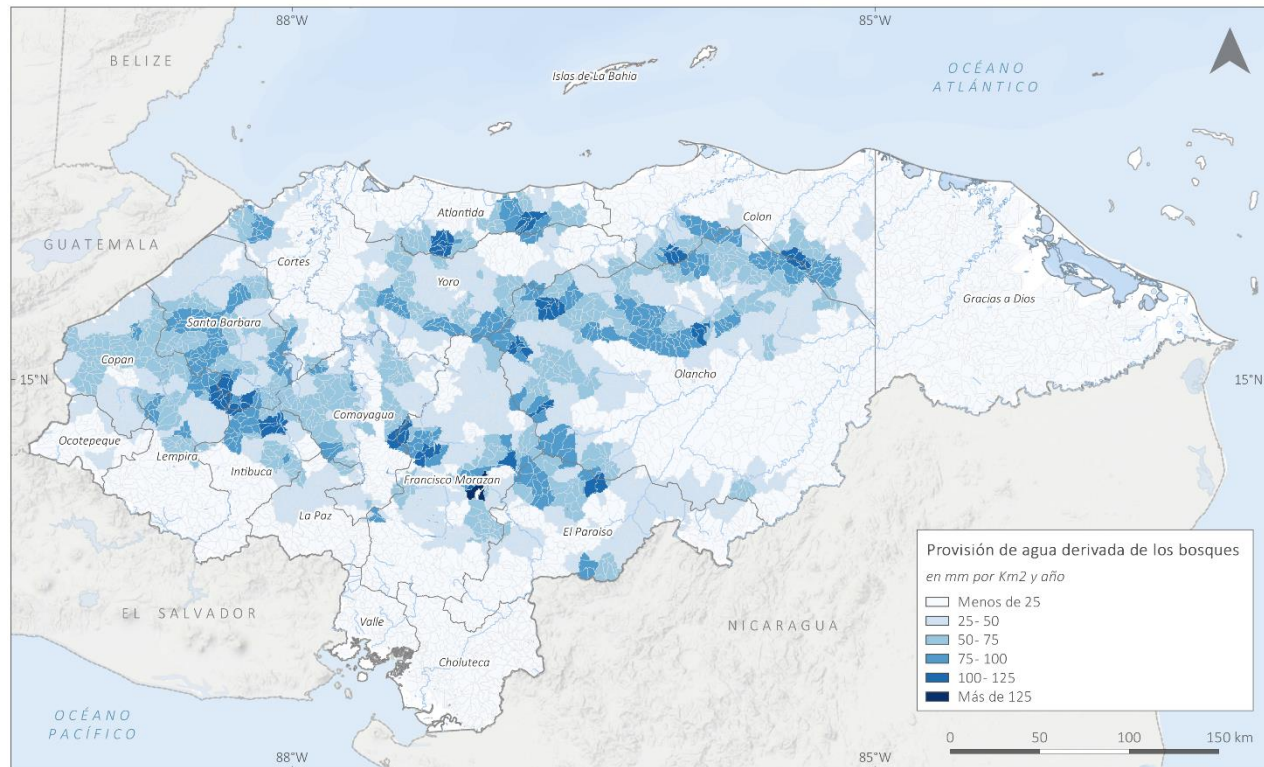 88°W
85°W
BELIZE
Islas de La Bahia
OCÉANO
ATLÁNTICO
Atlantida
Colon
GUATEMALA
Cortes
Yoro
Gracias a Dios
Santa Barbara
Copan
15°N
Olancho
15°N
Comayagua
Ocotepeque
Lempira
Intibuca
Francisco Morazan
La Paz
El Paraiso
EL SALVADOR
Valle
NICARAGUA
Choluteca
OCÉANO
PACÍFICO
Provisión de agua derivada de los bosques
en mm por Km2 y año
Menos de 25
25- 50
50- 75
75- 100
100- 125
Más de 125
0 50 100 150 km
88°W
85°W